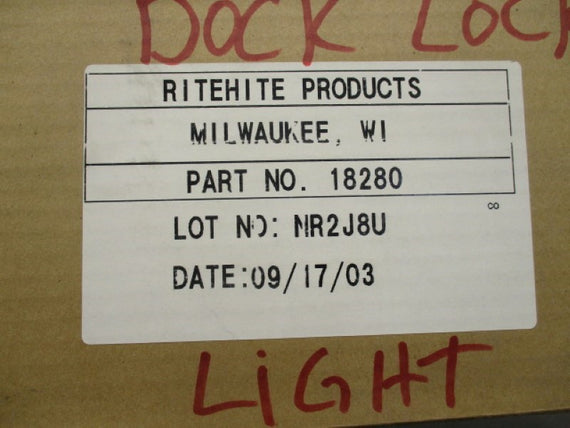 DOCK LOCK
RITEHITE PRODUCTS
MILWAUKEE, WI
PART NO. 18280
∞
LOT NO: NR2J8U
DATE:09/17/03
LiGHT